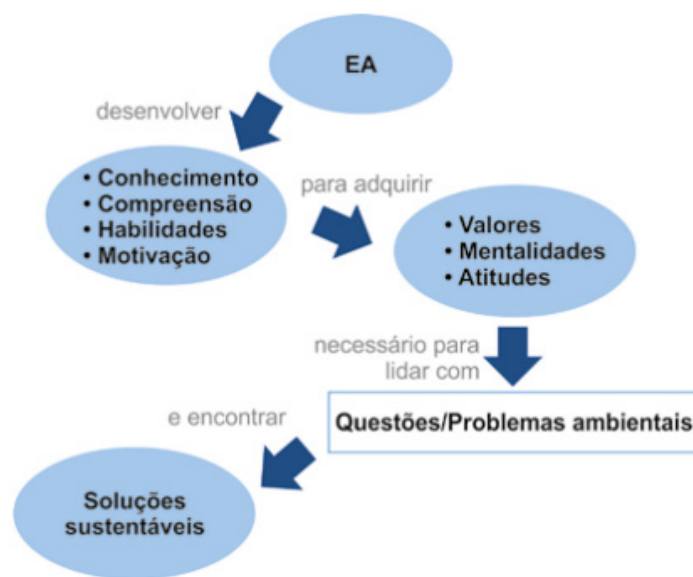 EA
desenvolver
• Conhecimento
• Compreensão
• Habilidades
• Motivação
para adquirir
• Valores
• Mentalidades
• Atitudes
necessário para
lidar com
Questões/Problemas ambientais
e encontrar
Soluções
sustentáveis